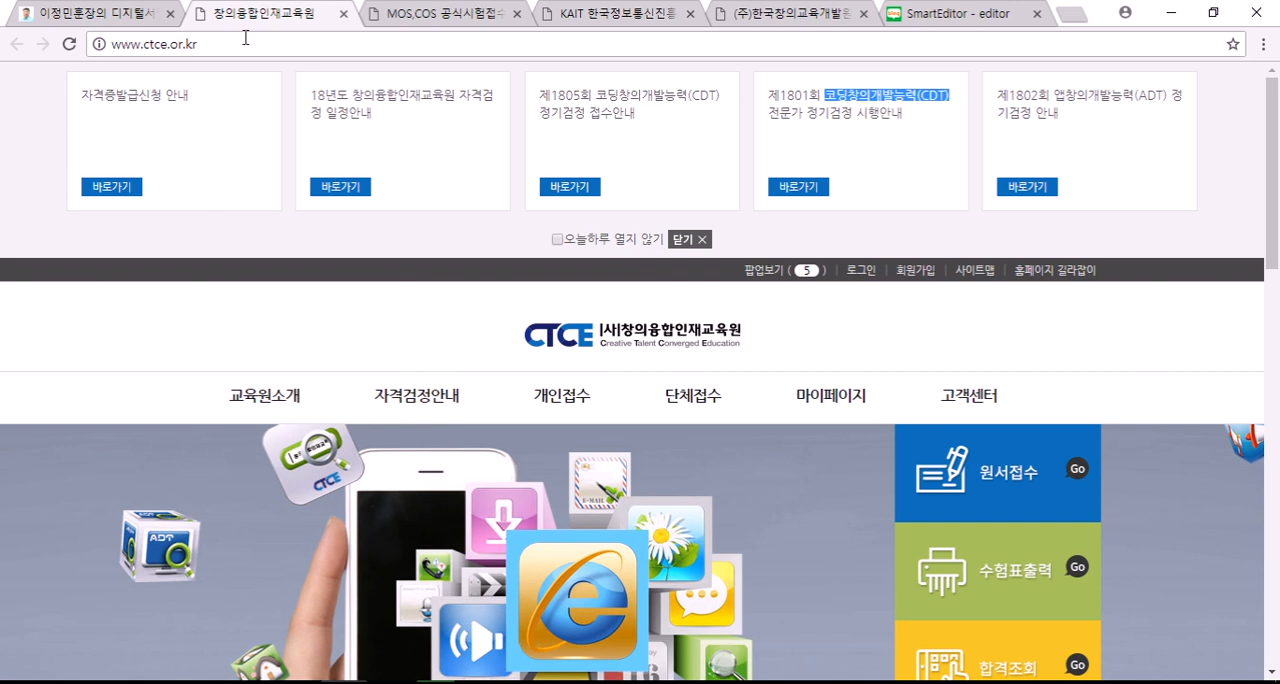 이정민훈장의 디지털서
창의융합인재교육원
MOS,COS 공식시험접수
KAIT 한국정보통신진흥
(주)한국창의교육개발원
SmartEditor - editor
www.ctce.or.kr
자격증발급신청 안내
18년도 창의융합인재교육원 자격검
정 일정안내
제1805회 코딩창의개발능력(CDT)
정기검정 접수안내
제1801회 코딩창의개발능력(CDT)
전문가 정기검정 시행안내
제1802회 앱창의개발능력(ADT) 정
기검정 안내
바로가기
바로가기
바로가기
바로가기
바로가기
오늘하루 열지 않기 닫기 ×
팝업보기 ( 5 ) | 로그인 | 회원가입 | 사이트맵 | 홈페이지 길라잡이
CTCE |사|창의융합인재교육원
Creative Talent Converged Education
교육원소개 자격검정안내 개인접수 단체접수 마이페이지 고객센터
CTCE
E-MAIL
ADT
원서접수 Go
수험표출력 Go
합격조회 Go